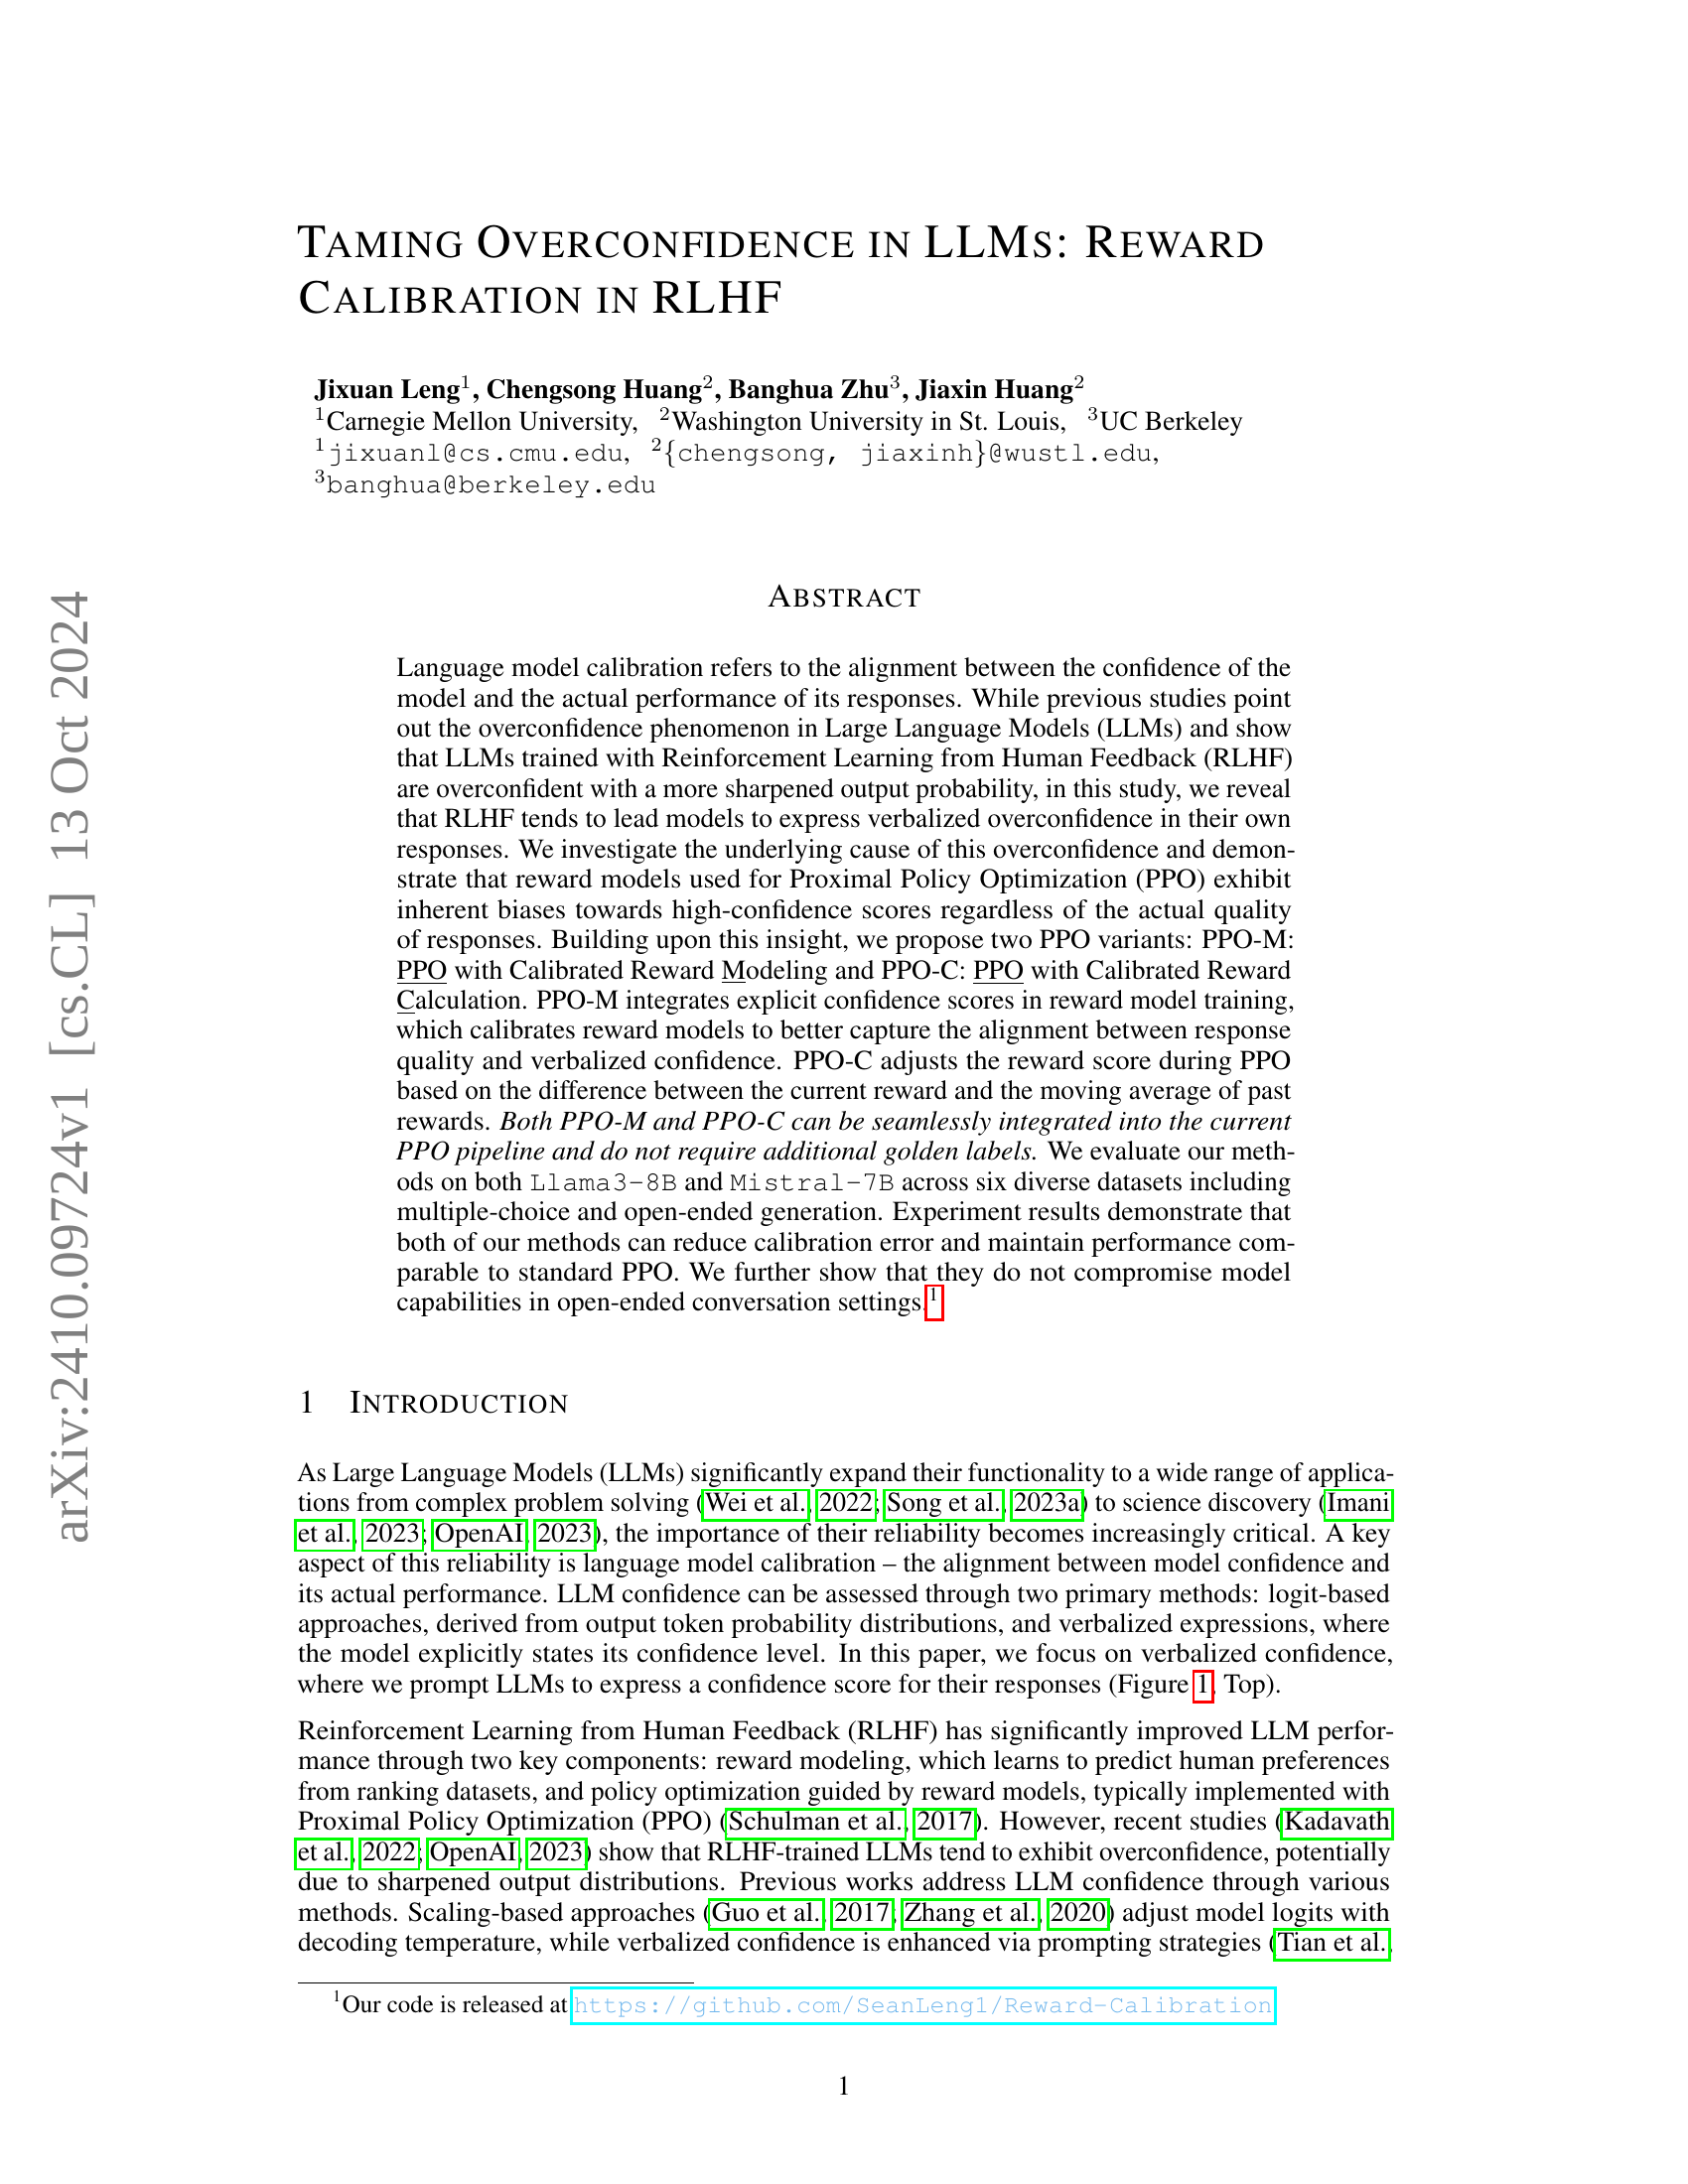 arXiv:2410.09724v1 [cs.CL] 13 Oct 2024
TAMING OVERCONFIDENCE IN LLMS: REWARD
CALIBRATION IN RLHF
Jixuan Leng1, Chengsong Huang2, Banghua Zhu3, Jiaxin Huang2
1Carnegie Mellon University, 2Washington University in St. Louis, 3UC Berkeley
1jixuanl@cs.cmu.edu, 2{chengsong, jiaxinh}@wustl.edu,
3banghua@berkeley.edu
ABSTRACT
Language model calibration refers to the alignment between the confidence of the
model and the actual performance of its responses. While previous studies point
out the overconfidence phenomenon in Large Language Models (LLMs) and show
that LLMs trained with Reinforcement Learning from Human Feedback (RLHF)
are overconfident with a more sharpened output probability, in this study, we reveal
that RLHF tends to lead models to express verbalized overconfidence in their own
responses. We investigate the underlying cause of this overconfidence and demon-
strate that reward models used for Proximal Policy Optimization (PPO) exhibit
inherent biases towards high-confidence scores regardless of the actual quality
of responses. Building upon this insight, we propose two PPO variants: PPO-M:
PPO with Calibrated Reward Modeling and PPO-C: PPO with Calibrated Reward
Calculation. PPO-M integrates explicit confidence scores in reward model training,
which calibrates reward models to better capture the alignment between response
quality and verbalized confidence. PPO-C adjusts the reward score during PPO
based on the difference between the current reward and the moving average of past
rewards. Both PPO-M and PPO-C can be seamlessly integrated into the current
PPO pipeline and do not require additional golden labels. We evaluate our meth-
ods on both Llama3-8B and Mistral-7B across six diverse datasets including
multiple-choice and open-ended generation. Experiment results demonstrate that
both of our methods can reduce calibration error and maintain performance com-
parable to standard PPO. We further show that they do not compromise model
capabilities in open-ended conversation settings.1
1 INTRODUCTION
As Large Language Models (LLMs) significantly expand their functionality to a wide range of applica-
tions from complex problem solving (Wei et al., 2022; Song et al., 2023a) to science discovery (Imani
et al., 2023; OpenAI, 2023), the importance of their reliability becomes increasingly critical. A key
aspect of this reliability is language model calibration – the alignment between model confidence and
its actual performance. LLM confidence can be assessed through two primary methods: logit-based
approaches, derived from output token probability distributions, and verbalized expressions, where
the model explicitly states its confidence level. In this paper, we focus on verbalized confidence,
where we prompt LLMs to express a confidence score for their responses (Figure 1, Top).
Reinforcement Learning from Human Feedback (RLHF) has significantly improved LLM perfor-
mance through two key components: reward modeling, which learns to predict human preferences
from ranking datasets, and policy optimization guided by reward models, typically implemented with
Proximal Policy Optimization (PPO) (Schulman et al., 2017). However, recent studies (Kadavath
et al., 2022; OpenAI, 2023) show that RLHF-trained LLMs tend to exhibit overconfidence, potentially
due to sharpened output distributions. Previous works address LLM confidence through various
methods. Scaling-based approaches (Guo et al., 2017; Zhang et al., 2020) adjust model logits with
decoding temperature, while verbalized confidence is enhanced via prompting strategies (Tian et al.,
1Our code is released at https://github.com/SeanLeng1/Reward-Calibration
1